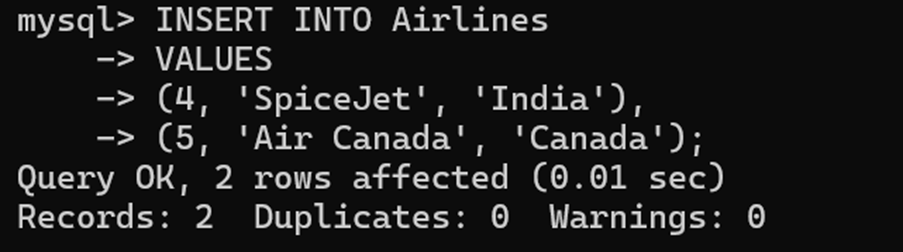 mysql> INSERT INTO Airlines
    -> VALUES
    -> (4, 'SpiceJet', 'India'),
    -> (5, 'Air Canada', 'Canada');
Query OK, 2 rows affected (0.01 sec)
Records: 2  Duplicates: 0  Warnings: 0